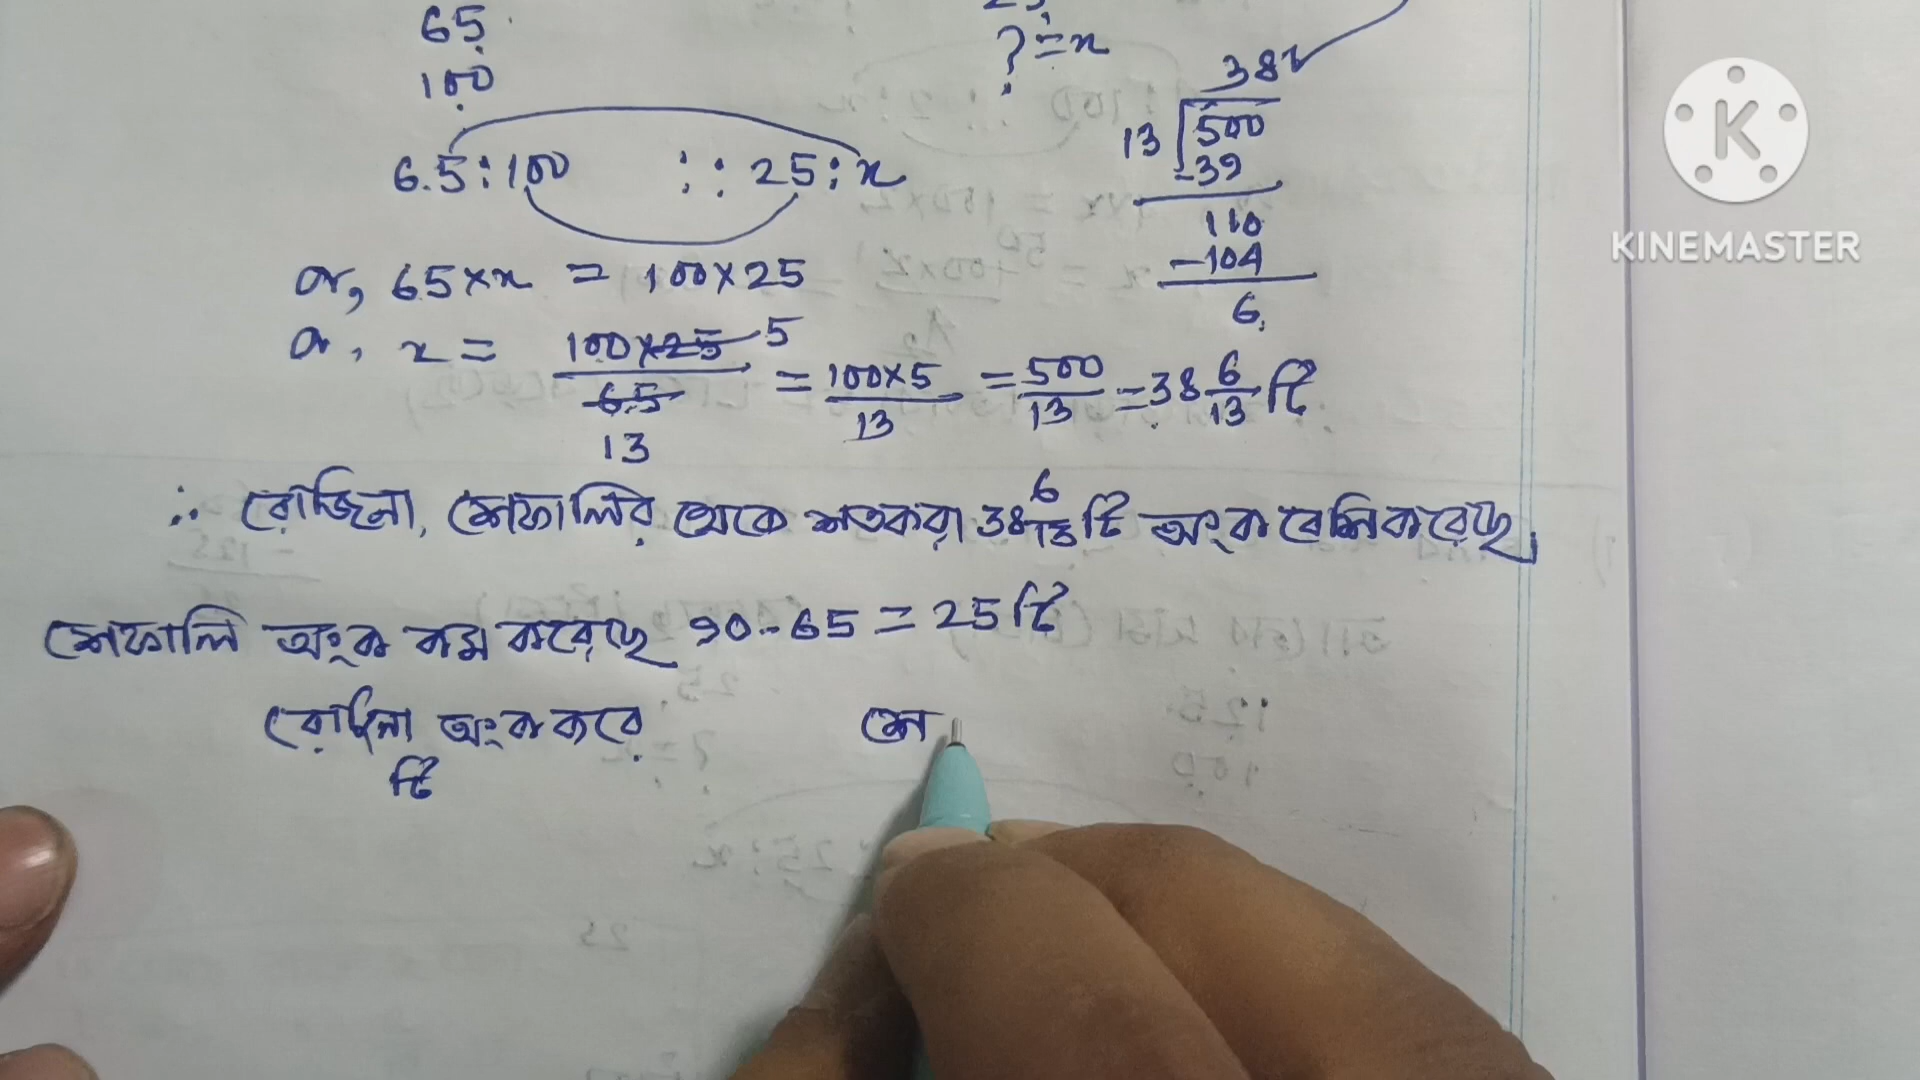 65
100
?=x
6.5:100 :: 25:x
or, 65×x = 100×25
or, x = 100×25 5 / 65 13 = 100×5/13 = 500/13 = 38 6/13 টি
38
13 500
-39
110
-104
6
K
KINEMASTER
∴ রোজিনা, শেফালির থেকে শতকরা 38 6/13 টি অংক বেশি করেছে।
শেফালি অংক কম করেছে 90-65 = 25 টি
রোজিনা অংক করে শে
টি